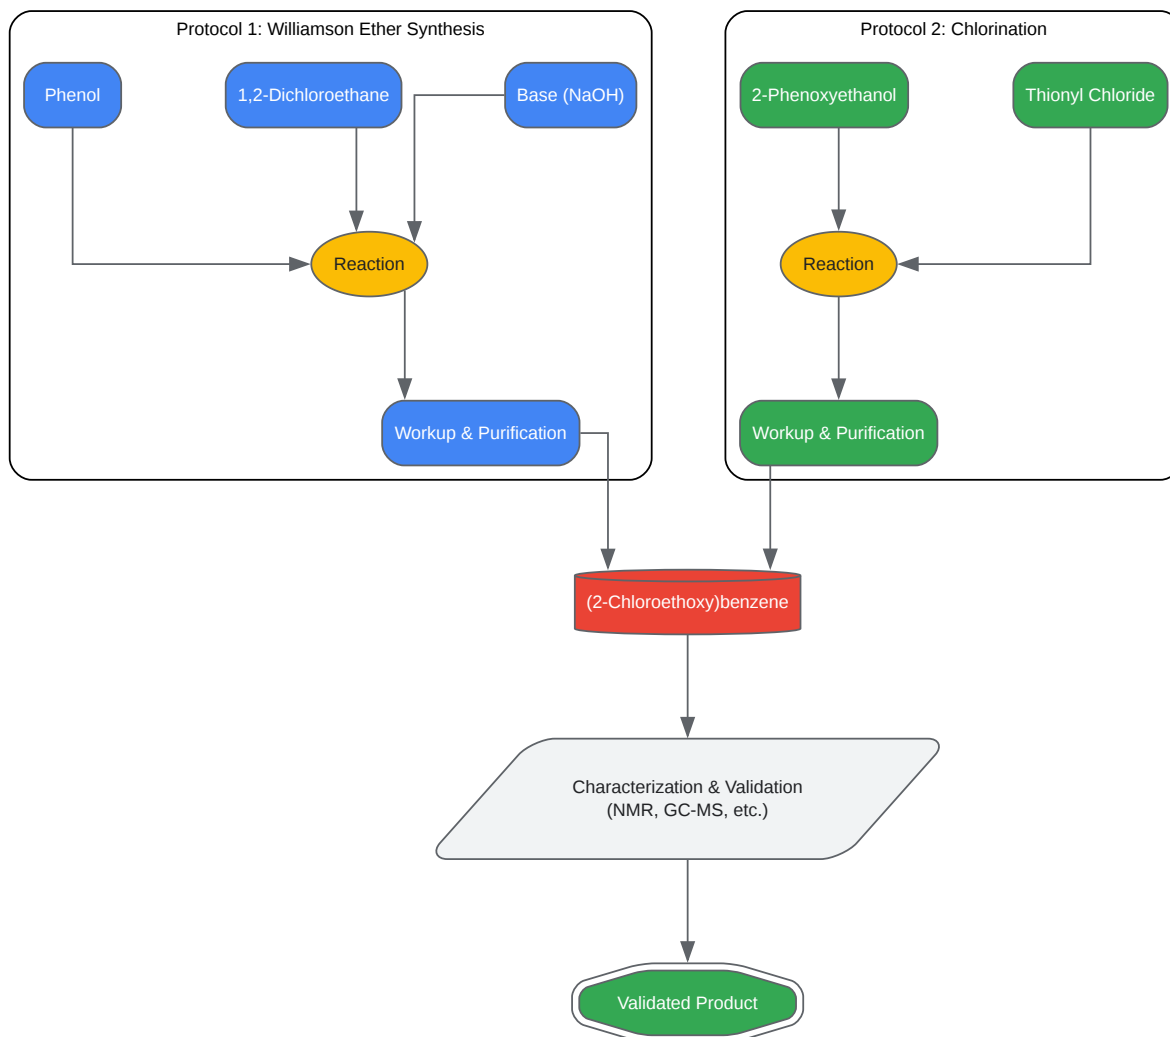 Protocol 1: Williamson Ether Synthesis
Phenol
1,2-Dichloroethane
Base (NaOH)
Reaction
Workup & Purification
Protocol 2: Chlorination
2-Phenoxyethanol
Thionyl Chloride
Reaction
Workup & Purification
(2-Chloroethoxy)benzene
Characterization & Validation
(NMR, GC-MS, etc.)
Validated Product